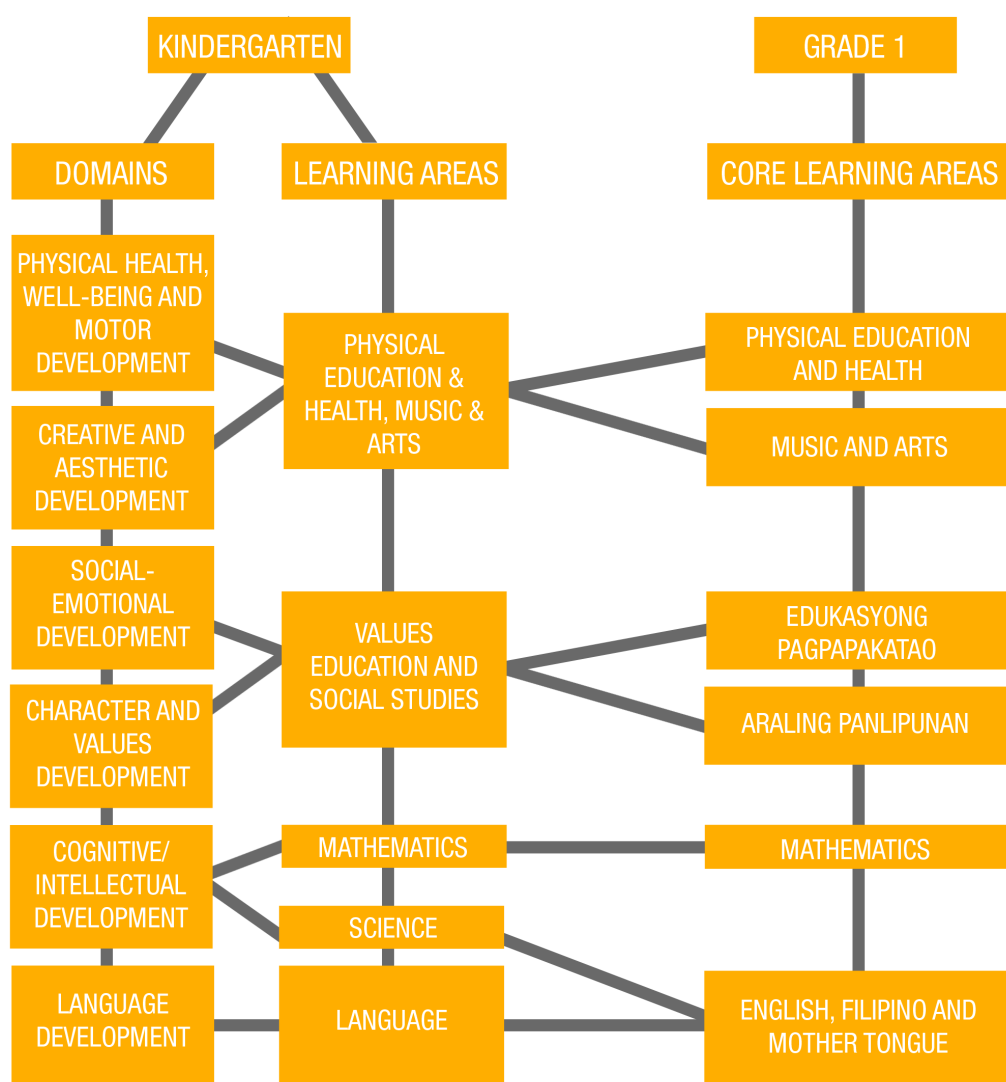 KINDERGARTEN
GRADE 1
DOMAINS
LEARNING AREAS
CORE LEARNING AREAS
PHYSICAL HEALTH,
WELL-BEING AND
MOTOR
DEVELOPMENT
CREATIVE AND
AESTHETIC
DEVELOPMENT
SOCIAL-
EMOTIONAL
DEVELOPMENT
CHARACTER AND
VALUES
DEVELOPMENT
COGNITIVE/
INTELLECTUAL
DEVELOPMENT
LANGUAGE
DEVELOPMENT
PHYSICAL
EDUCATION &
HEALTH, MUSIC &
ARTS
VALUES
EDUCATION AND
SOCIAL STUDIES
MATHEMATICS
SCIENCE
LANGUAGE
PHYSICAL EDUCATION
AND HEALTH
MUSIC AND ARTS
EDUKASYONG
PAGPAPAKATAO
ARALING PANLIPUNAN
MATHEMATICS
ENGLISH, FILIPINO AND
MOTHER TONGUE